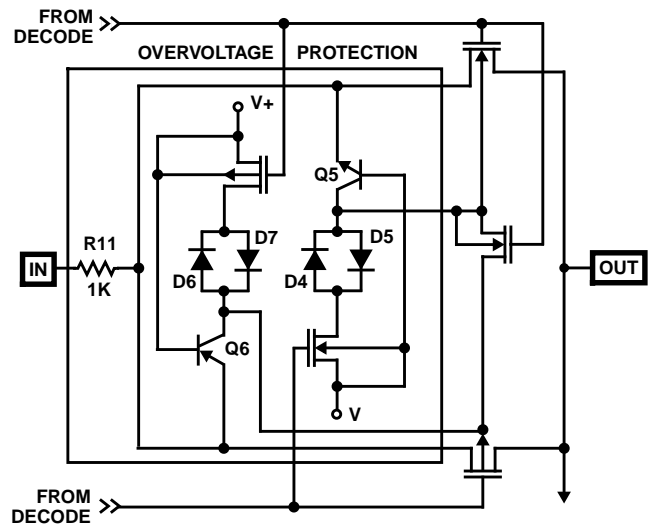 FROM
DECODE
OVERVOLTAGE PROTECTION
V+
Q5
R11
D7
D5
IN
OUT
D6
D4
1K
Q6
V
FROM
DECODE